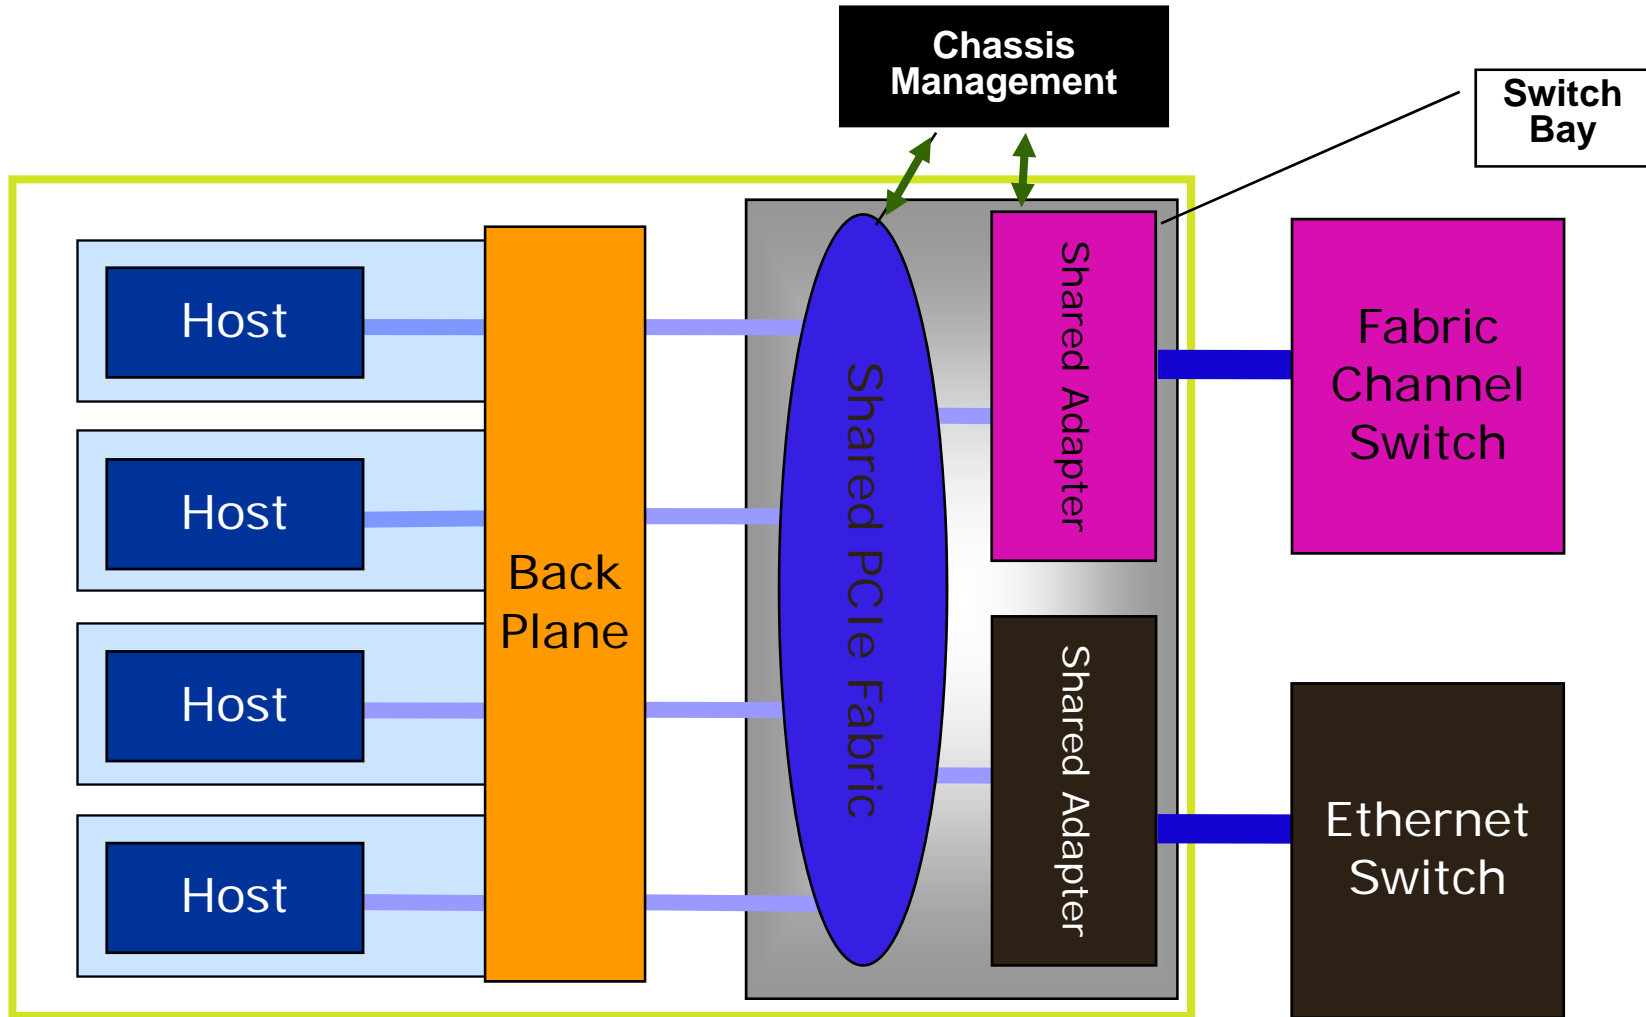 Chassis
Management
Switch
Bay
Host
Host
Host
Host
Back
Plane
Shared PCIe Fabric
Shared Adapter
Shared Adapter
Fabric
Channel
Switch
Ethernet
Switch